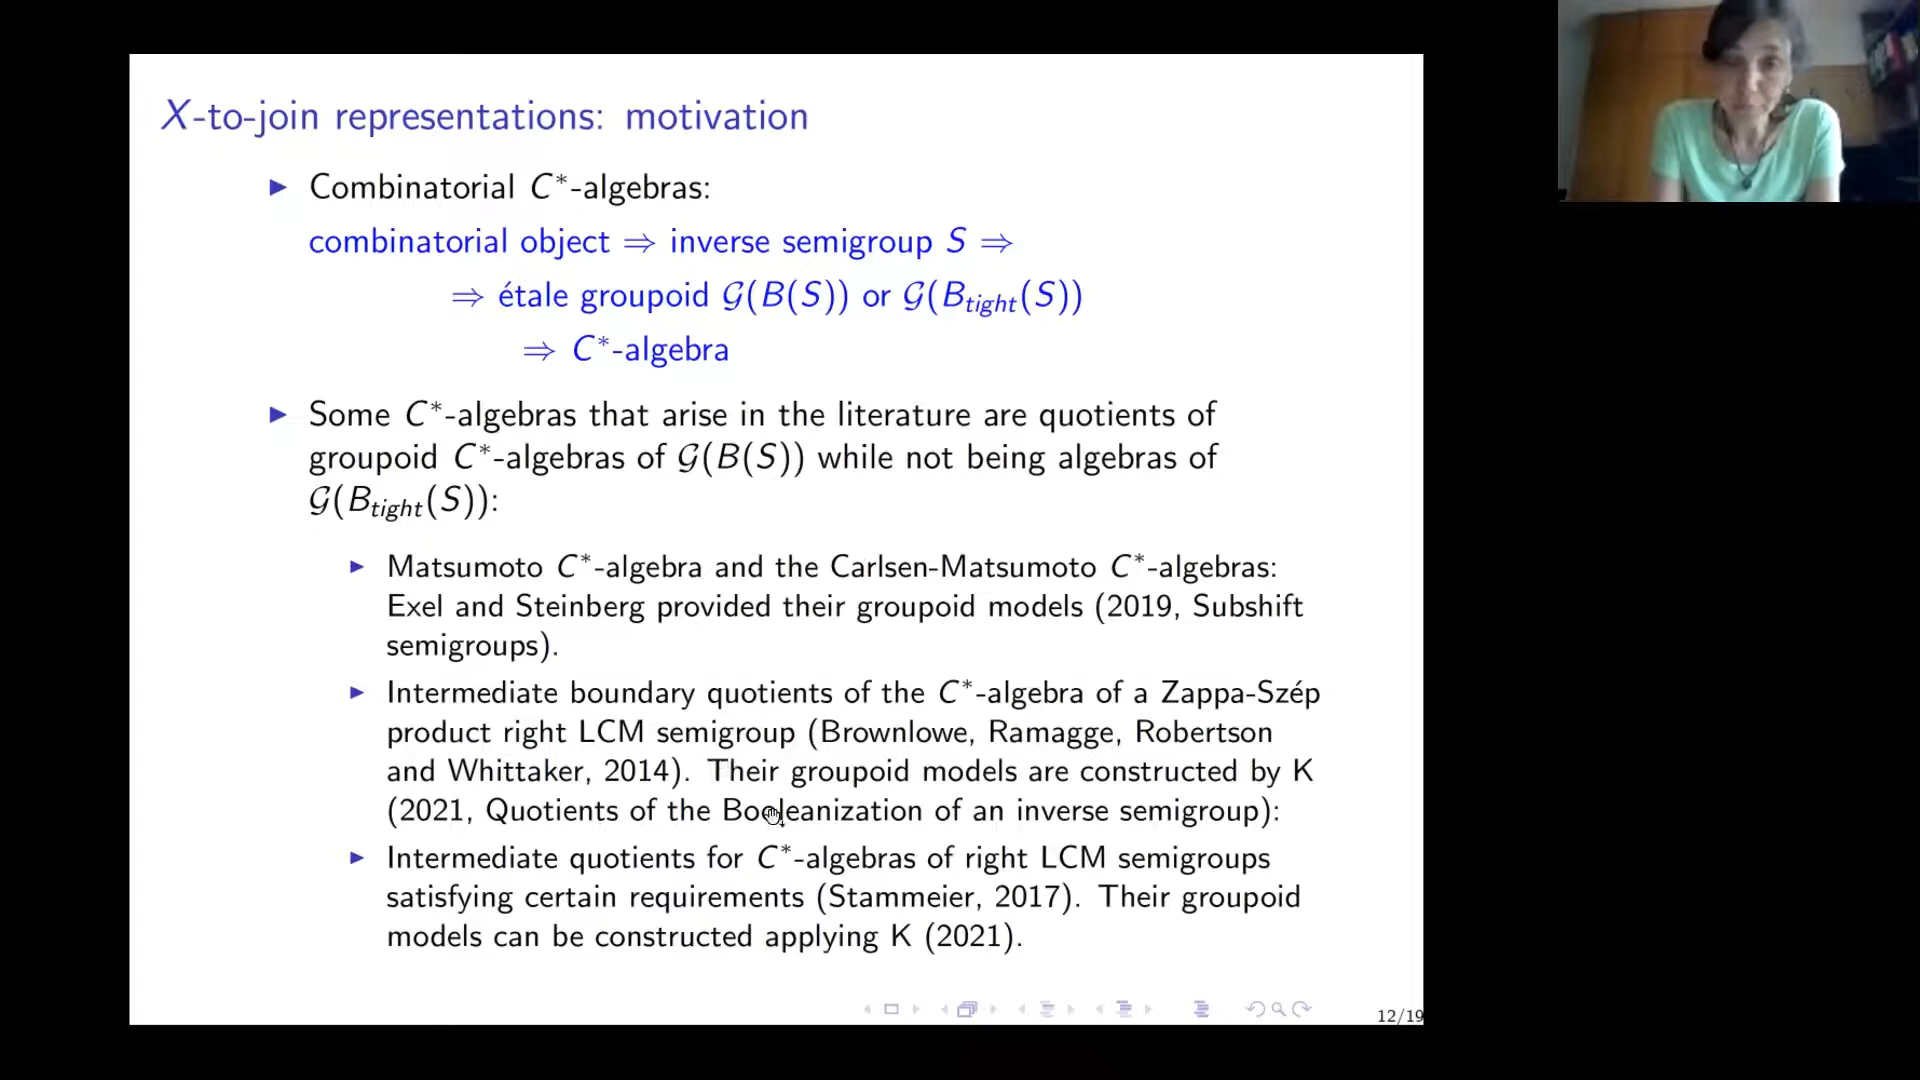 X-to-join representations: motivation
▶ Combinatorial C*-algebras:
combinatorial object ⇒ inverse semigroup S ⇒
⇒ étale groupoid 𝒢(B(S)) or 𝒢(B_tight(S))
⇒ C*-algebra
▶ Some C*-algebras that arise in the literature are quotients of
groupoid C*-algebras of 𝒢(B(S)) while not being algebras of
𝒢(B_tight(S)):
▶ Matsumoto C*-algebra and the Carlsen-Matsumoto C*-algebras:
Exel and Steinberg provided their groupoid models (2019, Subshift
semigroups).
▶ Intermediate boundary quotients of the C*-algebra of a Zappa-Szép
product right LCM semigroup (Brownlowe, Ramagge, Robertson
and Whittaker, 2014). Their groupoid models are constructed by K
(2021, Quotients of the Booleanization of an inverse semigroup):
▶ Intermediate quotients for C*-algebras of right LCM semigroups
satisfying certain requirements (Stammeier, 2017). Their groupoid
models can be constructed applying K (2021).
12/19